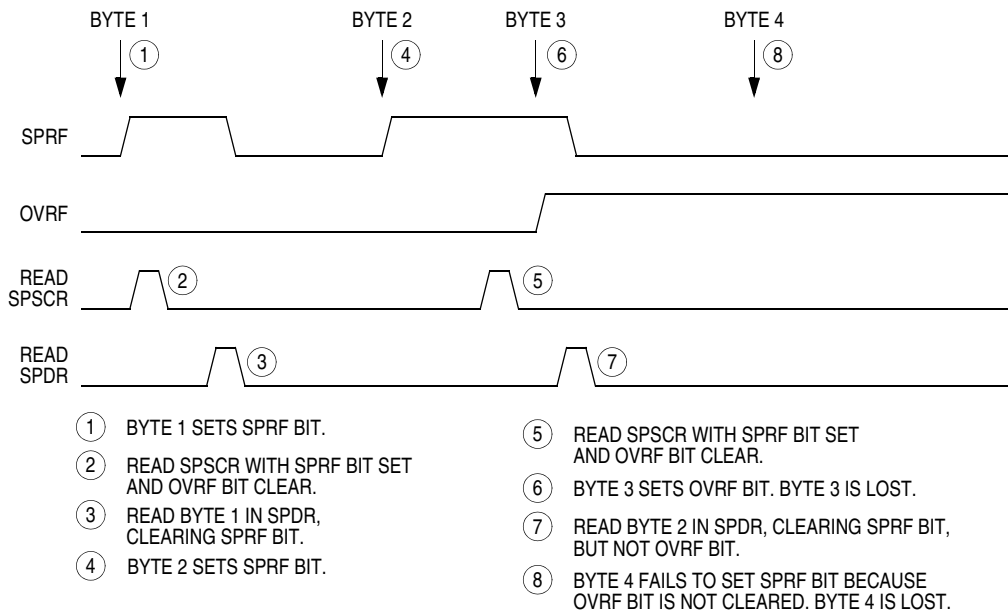 BYTE 1 BYTE 2 BYTE 3 BYTE 4
1 4 6 8
SPRF
OVRF
READ
SPSCR
2 5
READ
SPDR
3 7
1 BYTE 1 SETS SPRF BIT.
2 READ SPSCR WITH SPRF BIT SET
AND OVRF BIT CLEAR.
3 READ BYTE 1 IN SPDR,
CLEARING SPRF BIT.
4 BYTE 2 SETS SPRF BIT.
5 READ SPSCR WITH SPRF BIT SET
AND OVRF BIT CLEAR.
6 BYTE 3 SETS OVRF BIT. BYTE 3 IS LOST.
7 READ BYTE 2 IN SPDR, CLEARING SPRF BIT,
BUT NOT OVRF BIT.
8 BYTE 4 FAILS TO SET SPRF BIT BECAUSE
OVRF BIT IS NOT CLEARED. BYTE 4 IS LOST.